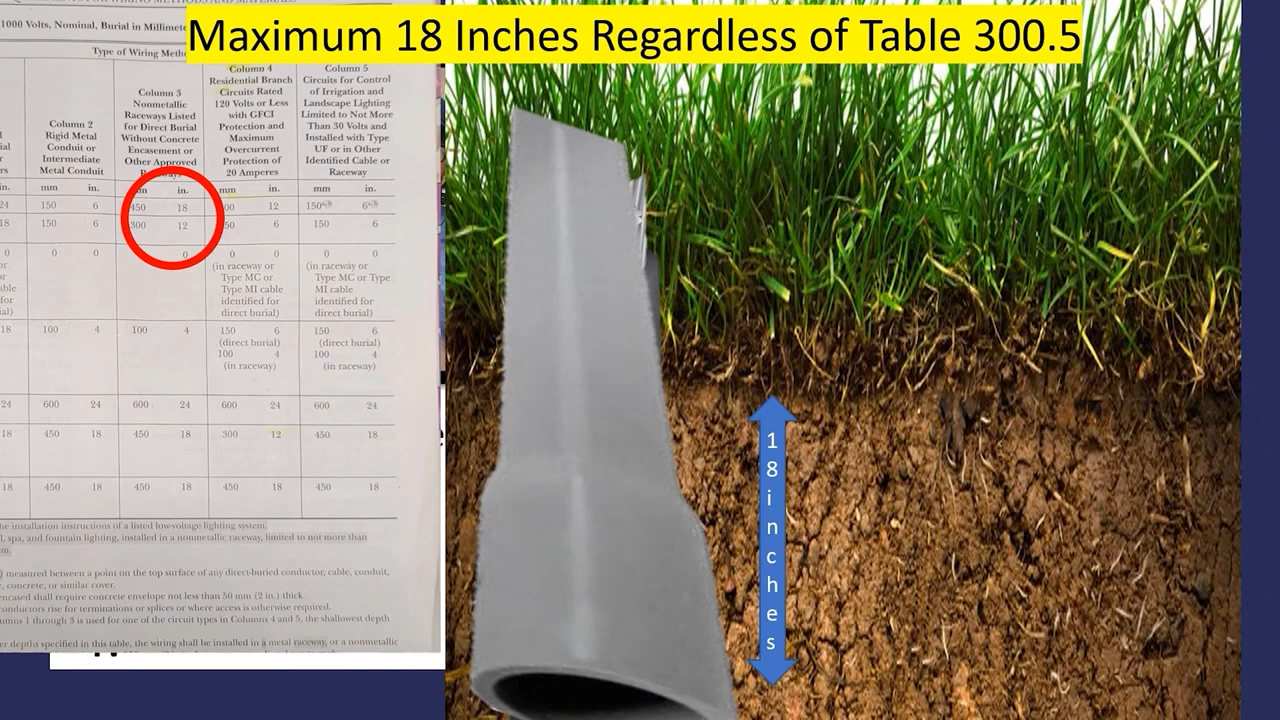 Maximum 18 Inches Regardless of Table 300.5
1000 Volts, Nominal, Burial in
Type of Wiring
Column 2
Rigid Metal
Conduit or
Intermediate
Metal Conduit
Column 3
Nonmetallic
Raceways Listed
for Direct Burial
Without Concrete
Encasement or
Other Approved
Column 4
Residential Branch
Circuits Rated
120 Volts or Less
with GFCI
Protection and
Maximum
Overcurrent
Protection of
20 Amperes
Column 5
Circuits for Control
of Irrigation and
Landscape Lighting
Limited to Not More
Than 30 Volts and
Installed with Type
UF or in Other
Identified Cable or
Raceway
in. mm in. in. mm in. mm in.
24 150 6 450 18 12 150a,b 6a,b
18 150 6 300 12 6 150 6
0 0 0 0 0 0 0 0
(in raceway or
Type MC or
Type MI cable
identified for
direct burial)
(in raceway or
Type MC or Type
MI cable
identified for
direct burial)
18 100 4 100 4 150 6 150 6
(direct burial) (direct burial)
100 4 100 4
(in raceway) (in raceway)
24 600 24 600 24 600 24 600 24
18 450 18 450 18 300 12 450 18
18 450 18 450 18 450 18 450 18
the installation instructions of a listed low-voltage lighting system.
spa, and fountain lighting, installed in a nonmetallic raceway, limited to not more than
measured between a point on the top surface of any direct-buried conductor, cable, conduit,
concrete, or similar cover.
encased shall require concrete envelope not less than 50 mm (2 in.) thick.
conductors rise for terminations or splices or where access is otherwise required.
1 through 3 is used for one of the circuit types in Columns 4 and 5, the shallowest depth
depths specified in this table, the wiring shall be installed in a metal raceway, or a nonmetallic
18 inches